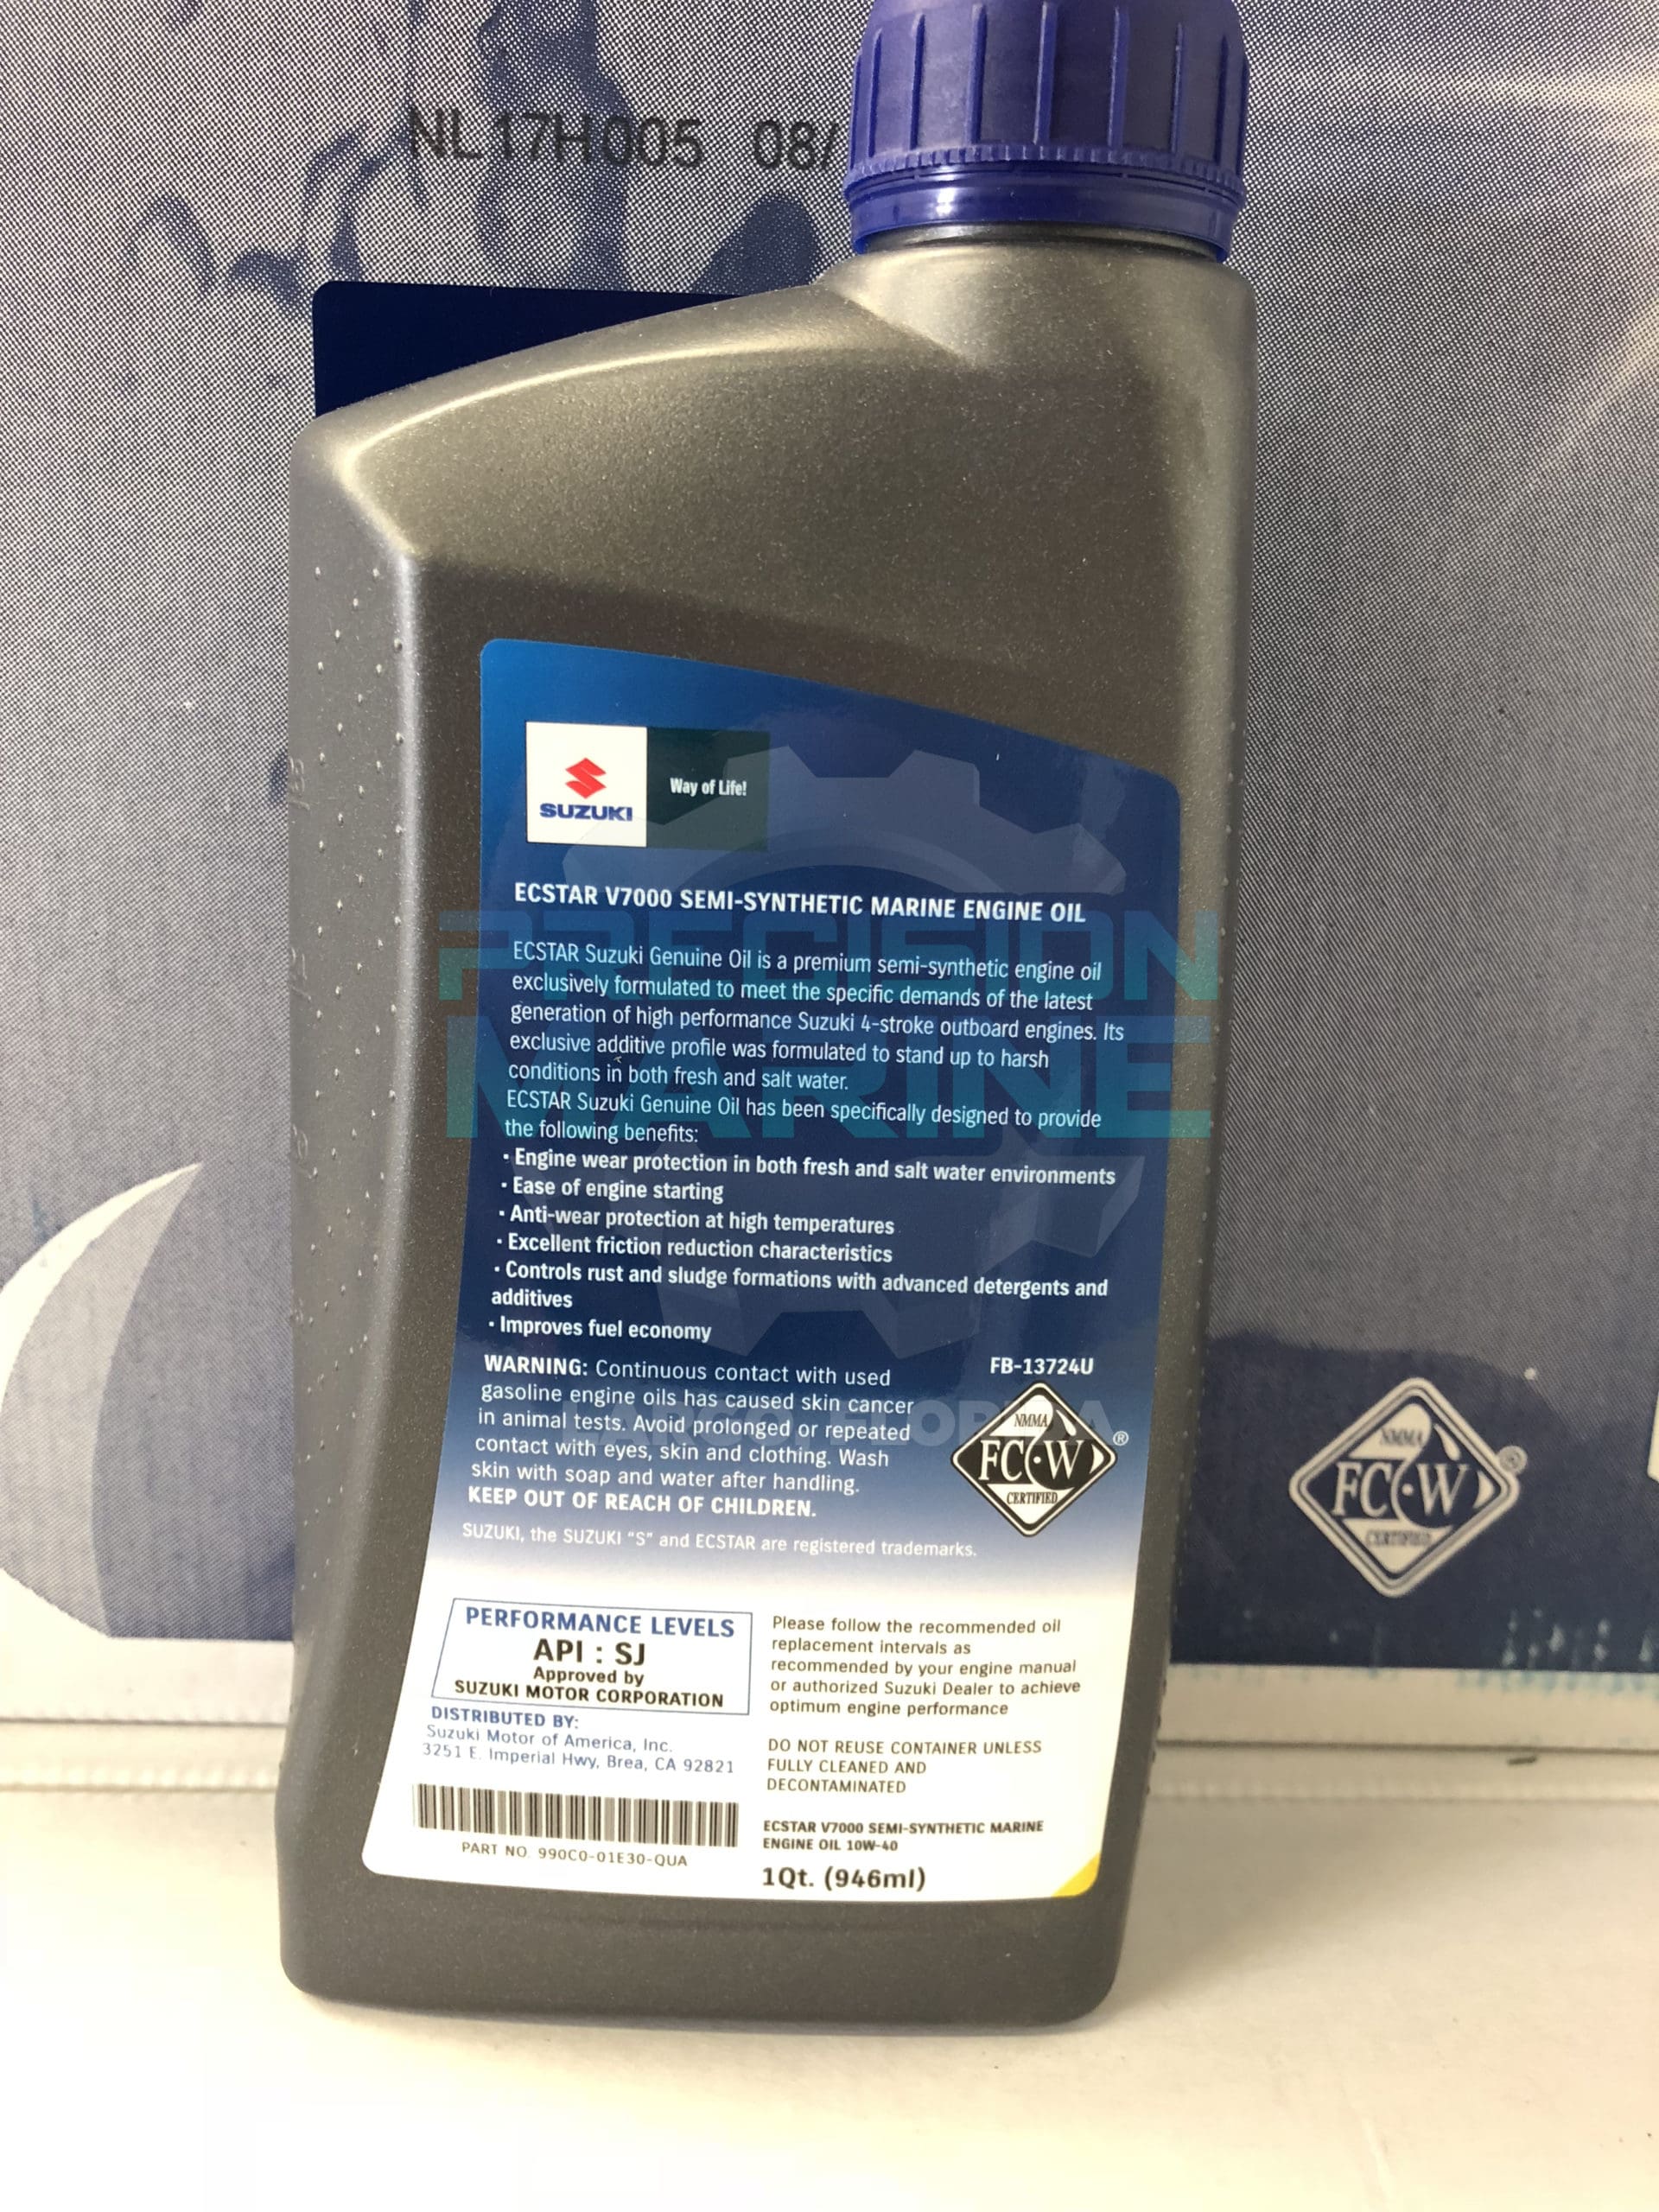 NL17H005 08/
SUZUKI
Way of Life!
ECSTAR V7000 SEMI-SYNTHETIC MARINE ENGINE OIL
ECSTAR Suzuki Genuine Oil is a premium semi-synthetic engine oil
exclusively formulated to meet the specific demands of the latest
generation of high performance Suzuki 4-stroke outboard engines. Its
exclusive additive profile was formulated to stand up to harsh
conditions in both fresh and salt water.
ECSTAR Suzuki Genuine Oil has been specifically designed to provide
the following benefits:
· Engine wear protection in both fresh and salt water environments
· Ease of engine starting
· Anti-wear protection at high temperatures
· Excellent friction reduction characteristics
· Controls rust and sludge formations with advanced detergents and
additives
· Improves fuel economy
PRECISION
MARINE
LARGO, FLORIDA
WARNING: Continuous contact with used
gasoline engine oils has caused skin cancer
in animal tests. Avoid prolonged or repeated
contact with eyes, skin and clothing. Wash
skin with soap and water after handling.
KEEP OUT OF REACH OF CHILDREN.
FB-13724U
NMMA
FC-W®
CERTIFIED
SUZUKI, the SUZUKI "S" and ECSTAR are registered trademarks.
PERFORMANCE LEVELS
API : SJ
Approved by
SUZUKI MOTOR CORPORATION
DISTRIBUTED BY:
Suzuki Motor of America, Inc.
3251 E. Imperial Hwy, Brea, CA 92821
PART NO. 990C0-01E30-QUA
Please follow the recommended oil
replacement intervals as
recommended by your engine manual
or authorized Suzuki Dealer to achieve
optimum engine performance
DO NOT REUSE CONTAINER UNLESS
FULLY CLEANED AND
DECONTAMINATED
ECSTAR V7000 SEMI-SYNTHETIC MARINE
ENGINE OIL 10W-40
1Qt. (946ml)
NMMA
FC-W®
CERTIFIED